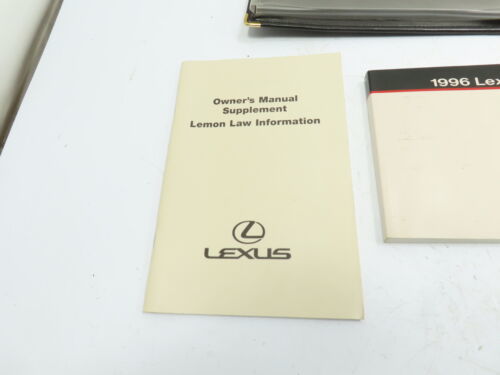 Owner's Manual
Supplement
Lemon Law Information
LEXUS
1996 Lex